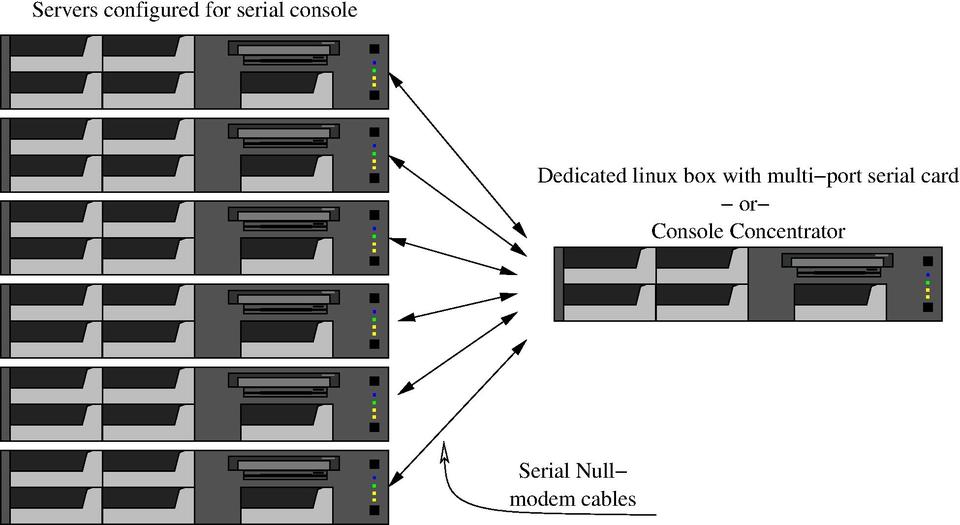 Servers configured for serial console
Dedicated linux box with multi−port serial card
− or−
Console Concentrator
Serial Null−
modem cables